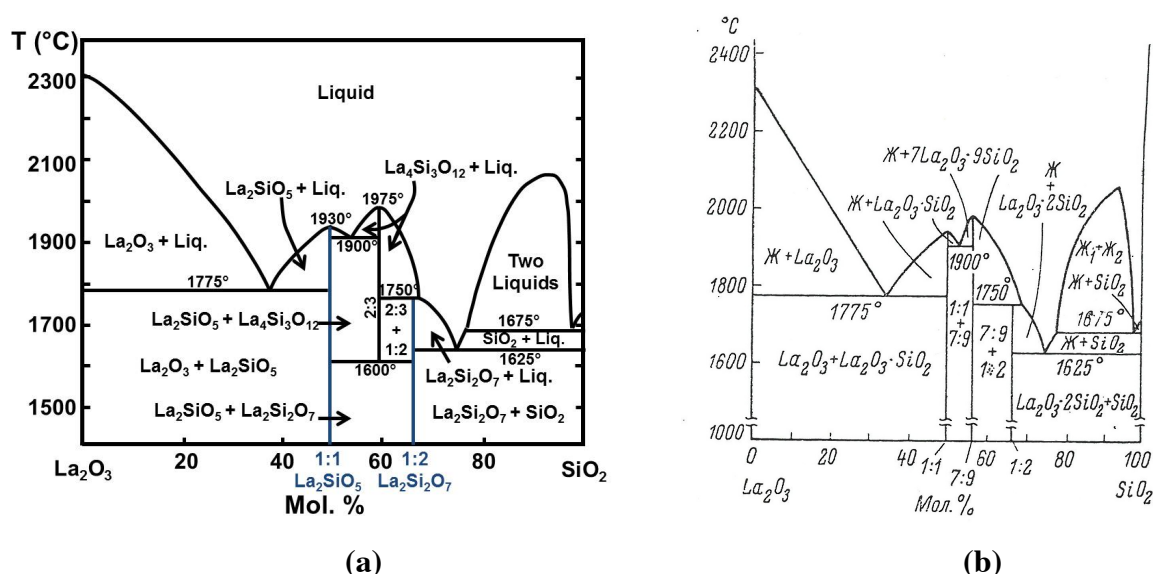 T (°C)
2300
2100
1900
1700
1500
Liquid
La₂SiO₅ + Liq.
La₄Si₃O₁₂ + Liq.
1930°
1975°
1900°
La₂O₃ + Liq.
1775°
1750°
Two
Liquids
2:3
2:3
+
1:2
La₂SiO₅ + La₄Si₃O₁₂
1675°
SiO₂ + Liq.
1625°
La₂O₃ + La₂SiO₅
1600°
La₂Si₂O₇ + Liq.
La₂SiO₅ + La₂Si₂O₇
La₂Si₂O₇ + SiO₂
La₂O₃
20
40
60
80
SiO₂
1:1
1:2
La₂SiO₅
La₂Si₂O₇
Mol. %
(a)
°C
2400
2200
2000
1800
1600
1000
Ж+7La₂O₃·9SiO₂
Ж
+
La₂O₃·2SiO₂
Ж+La₂O₃·SiO₂
Ж+La₂O₃
1900°
1775°
1750°
Ж₁+Ж₂
Ж+SiO₂
1675°
Ж+SiO₂
1625°
1:1
+
7:9
7:9
+
1:2
La₂O₃+La₂O₃·SiO₂
La₂O₃·2SiO₂+SiO₂
0
20
40
60
80
100
1:1
7:9
1:2
La₂O₃
SiO₂
Мол.%
(b)